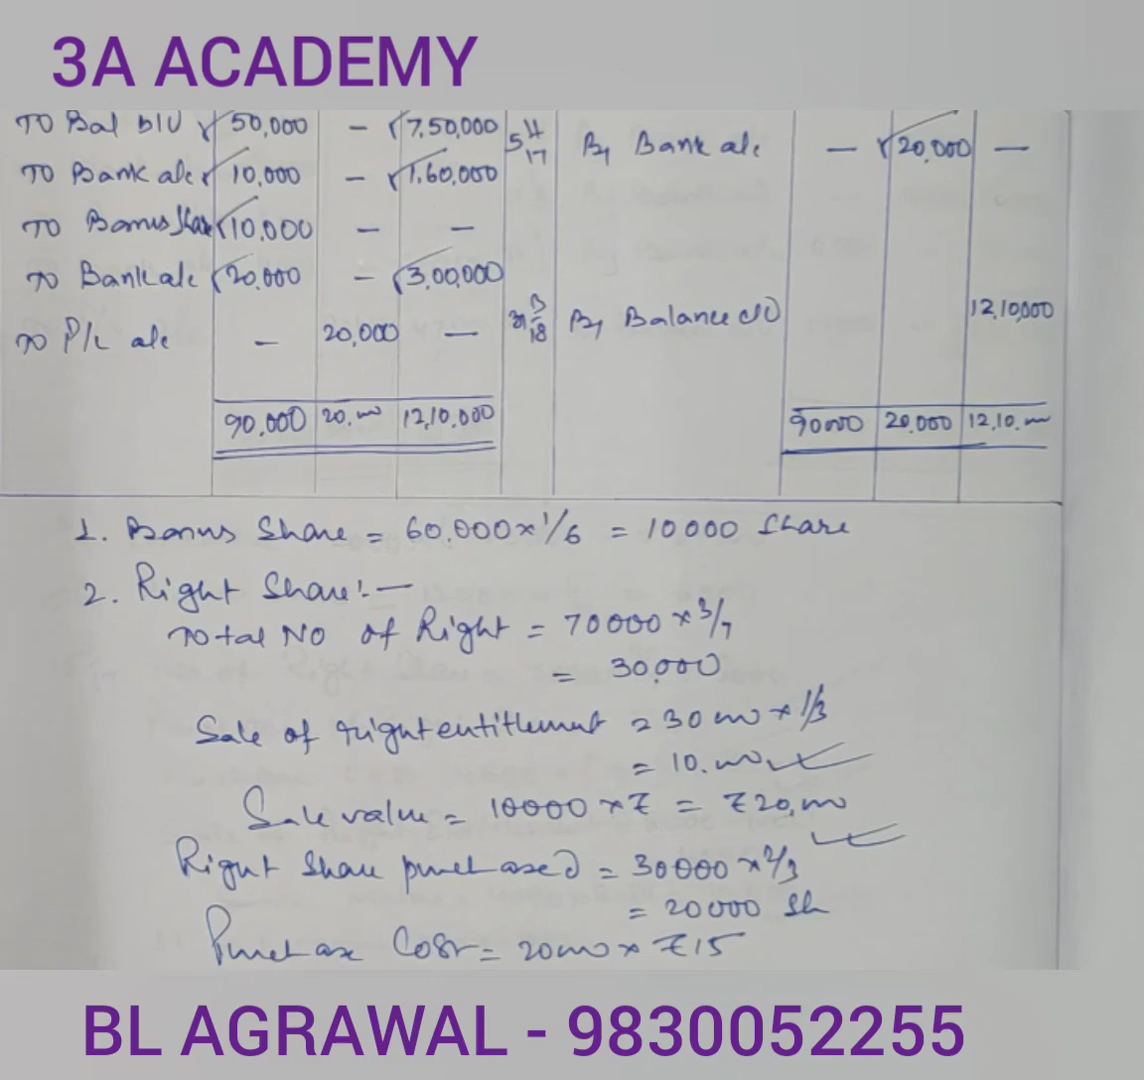 3A ACADEMY
To Bal b/d 50,000 - 7,50,000
5/4/17 By Bank a/c - 20,000 -
To Bank a/c 10,000 - 1,60,000
To Bonus Share 10,000 - -
To Bank a/c 20,000 - 3,00,000
31/3/18 By Balance c/d 12,10,000
To P/L a/c - 20,000 -
90,000 20,000 12,10,000 90000 20,000 12,10,000
1. Bonus Share = 60,000 × 1/6 = 10000 Share
2. Right Share:-
Total NO of Right = 70000 × 3/7
= 30,000
Sale of right entitlement = 30000 × 1/3
= 10,000
Sale value = 10000 × ₹ = ₹20,000
Right Share purchased = 30000 × 2/3
= 20000 Sh
Purchase Cost = 20000 × ₹15
BL AGRAWAL - 9830052255